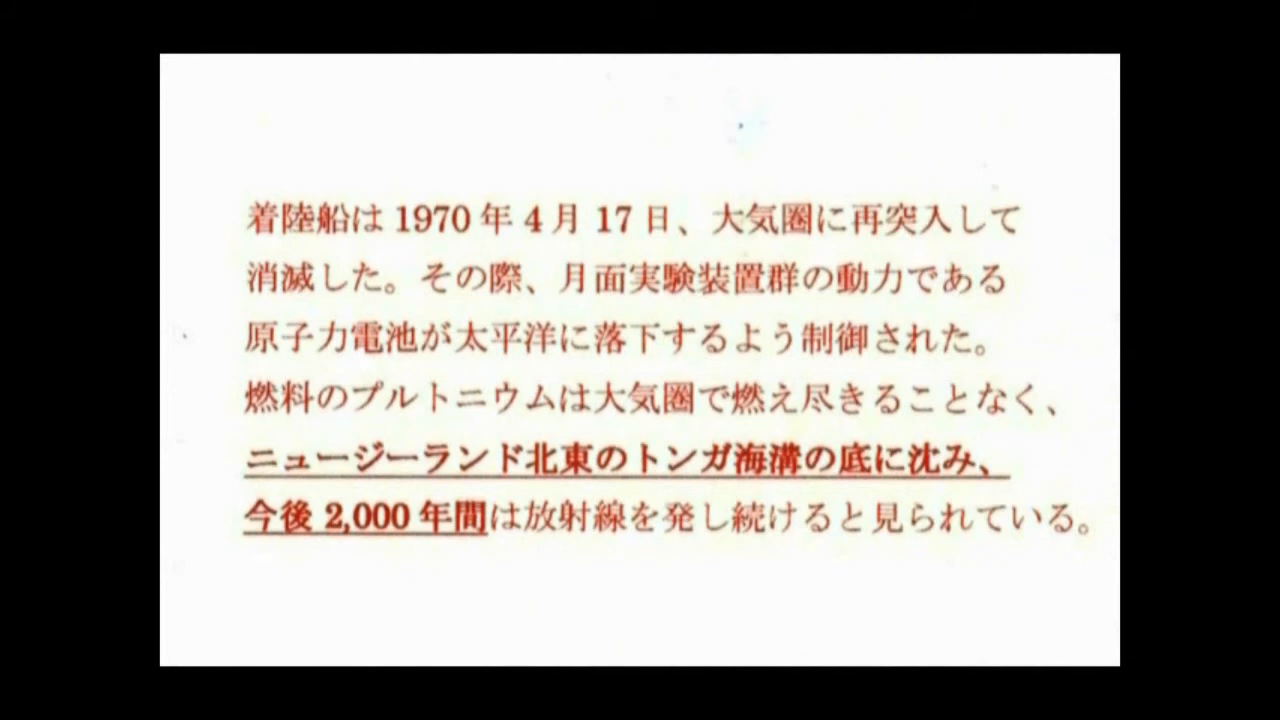 着陸船は 1970 年 4 月 17 日、大気圏に再突入して
消滅した。その際、月面実験装置群の動力である
原子力電池が太平洋に落下するよう制御された。
燃料のプルトニウムは大気圏で燃え尽きることなく、
ニュージーランド北東のトンガ海溝の底に沈み、
今後 2,000 年間は放射線を発し続けると見られている。